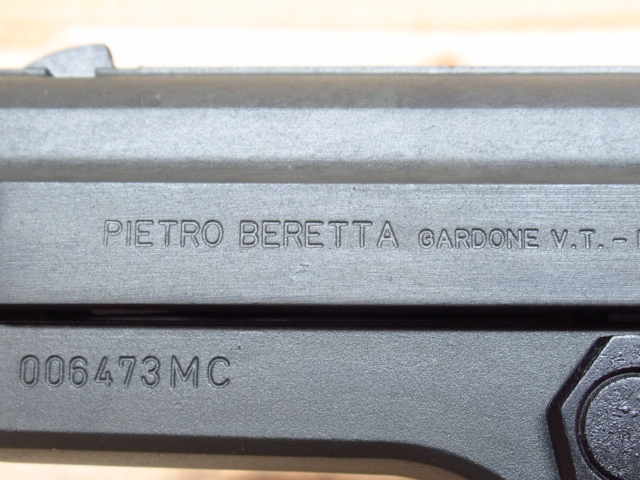 PIETRO BERETTA GARDONE V.T. –
006473MC